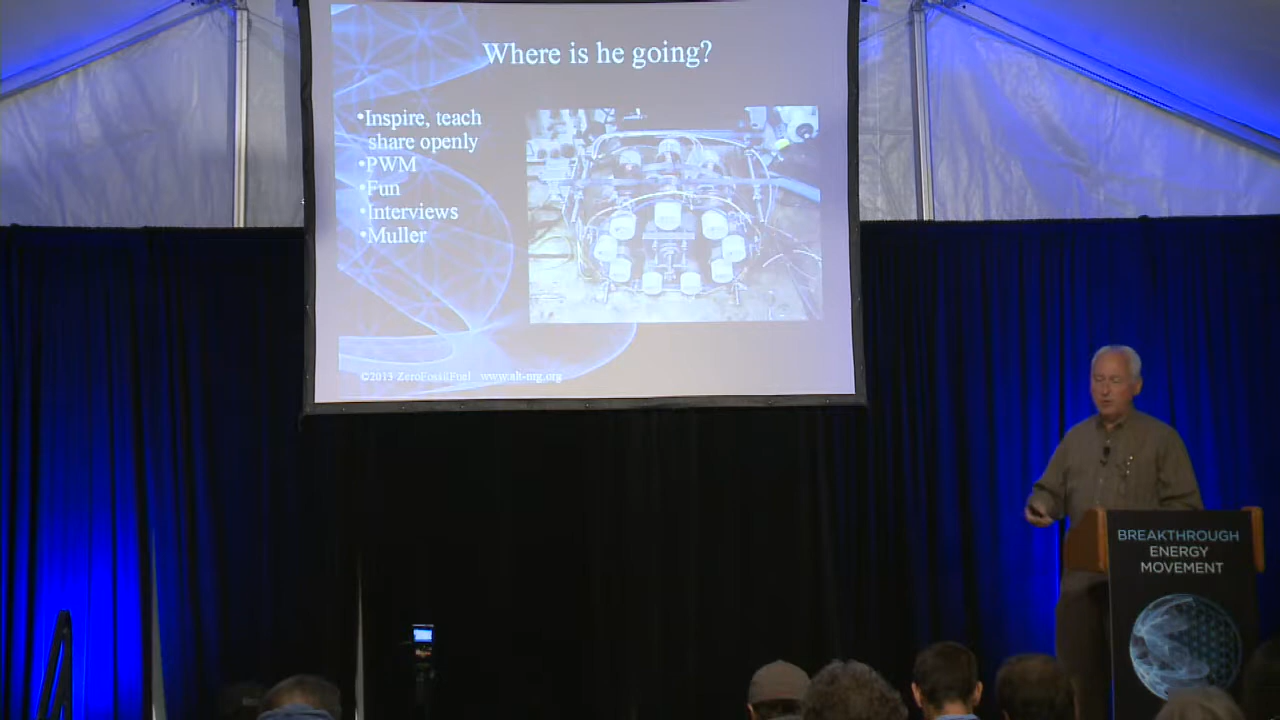 Where is he going?
•Inspire, teach
share openly
•PWM
•Fun
•Interviews
•Muller
©2013 ZeroFossilFuel www.alt-nrg.org
BREAKTHROUGH
ENERGY
MOVEMENT